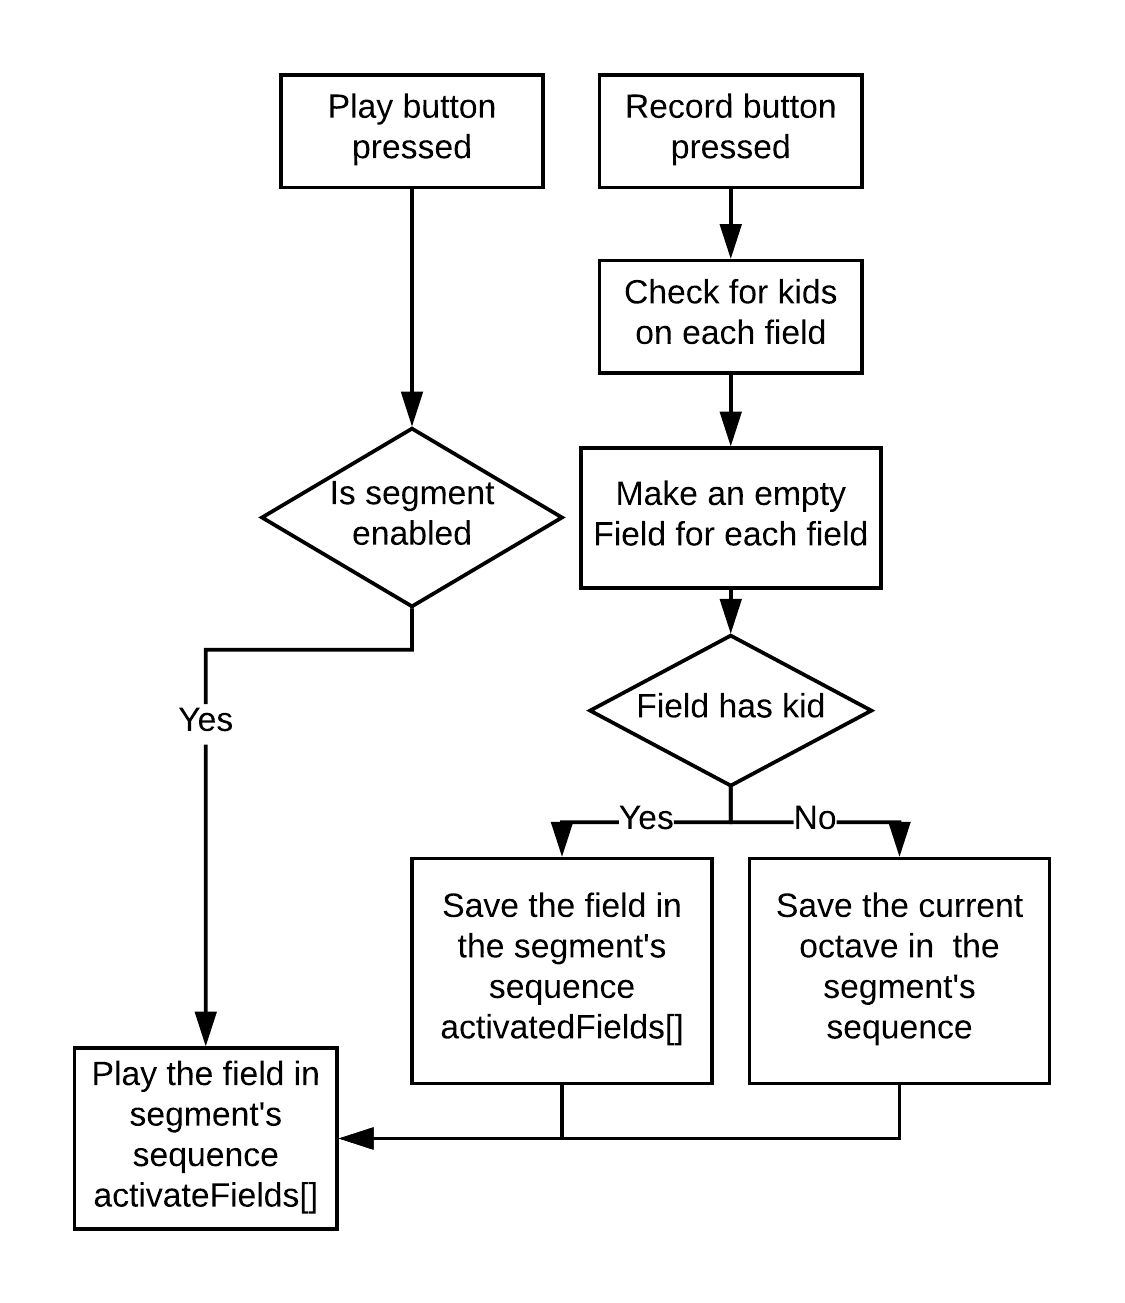 Play button
pressed
Record button
pressed
Check for kids
on each field
Is segment
enabled
Make an empty
Field for each field
Field has kid
Yes
Yes
No
Save the field in
the segment's
sequence
activatedFields[]
Save the current
octave in  the
segment's
sequence
Play the field in
segment's
sequence
activateFields[]